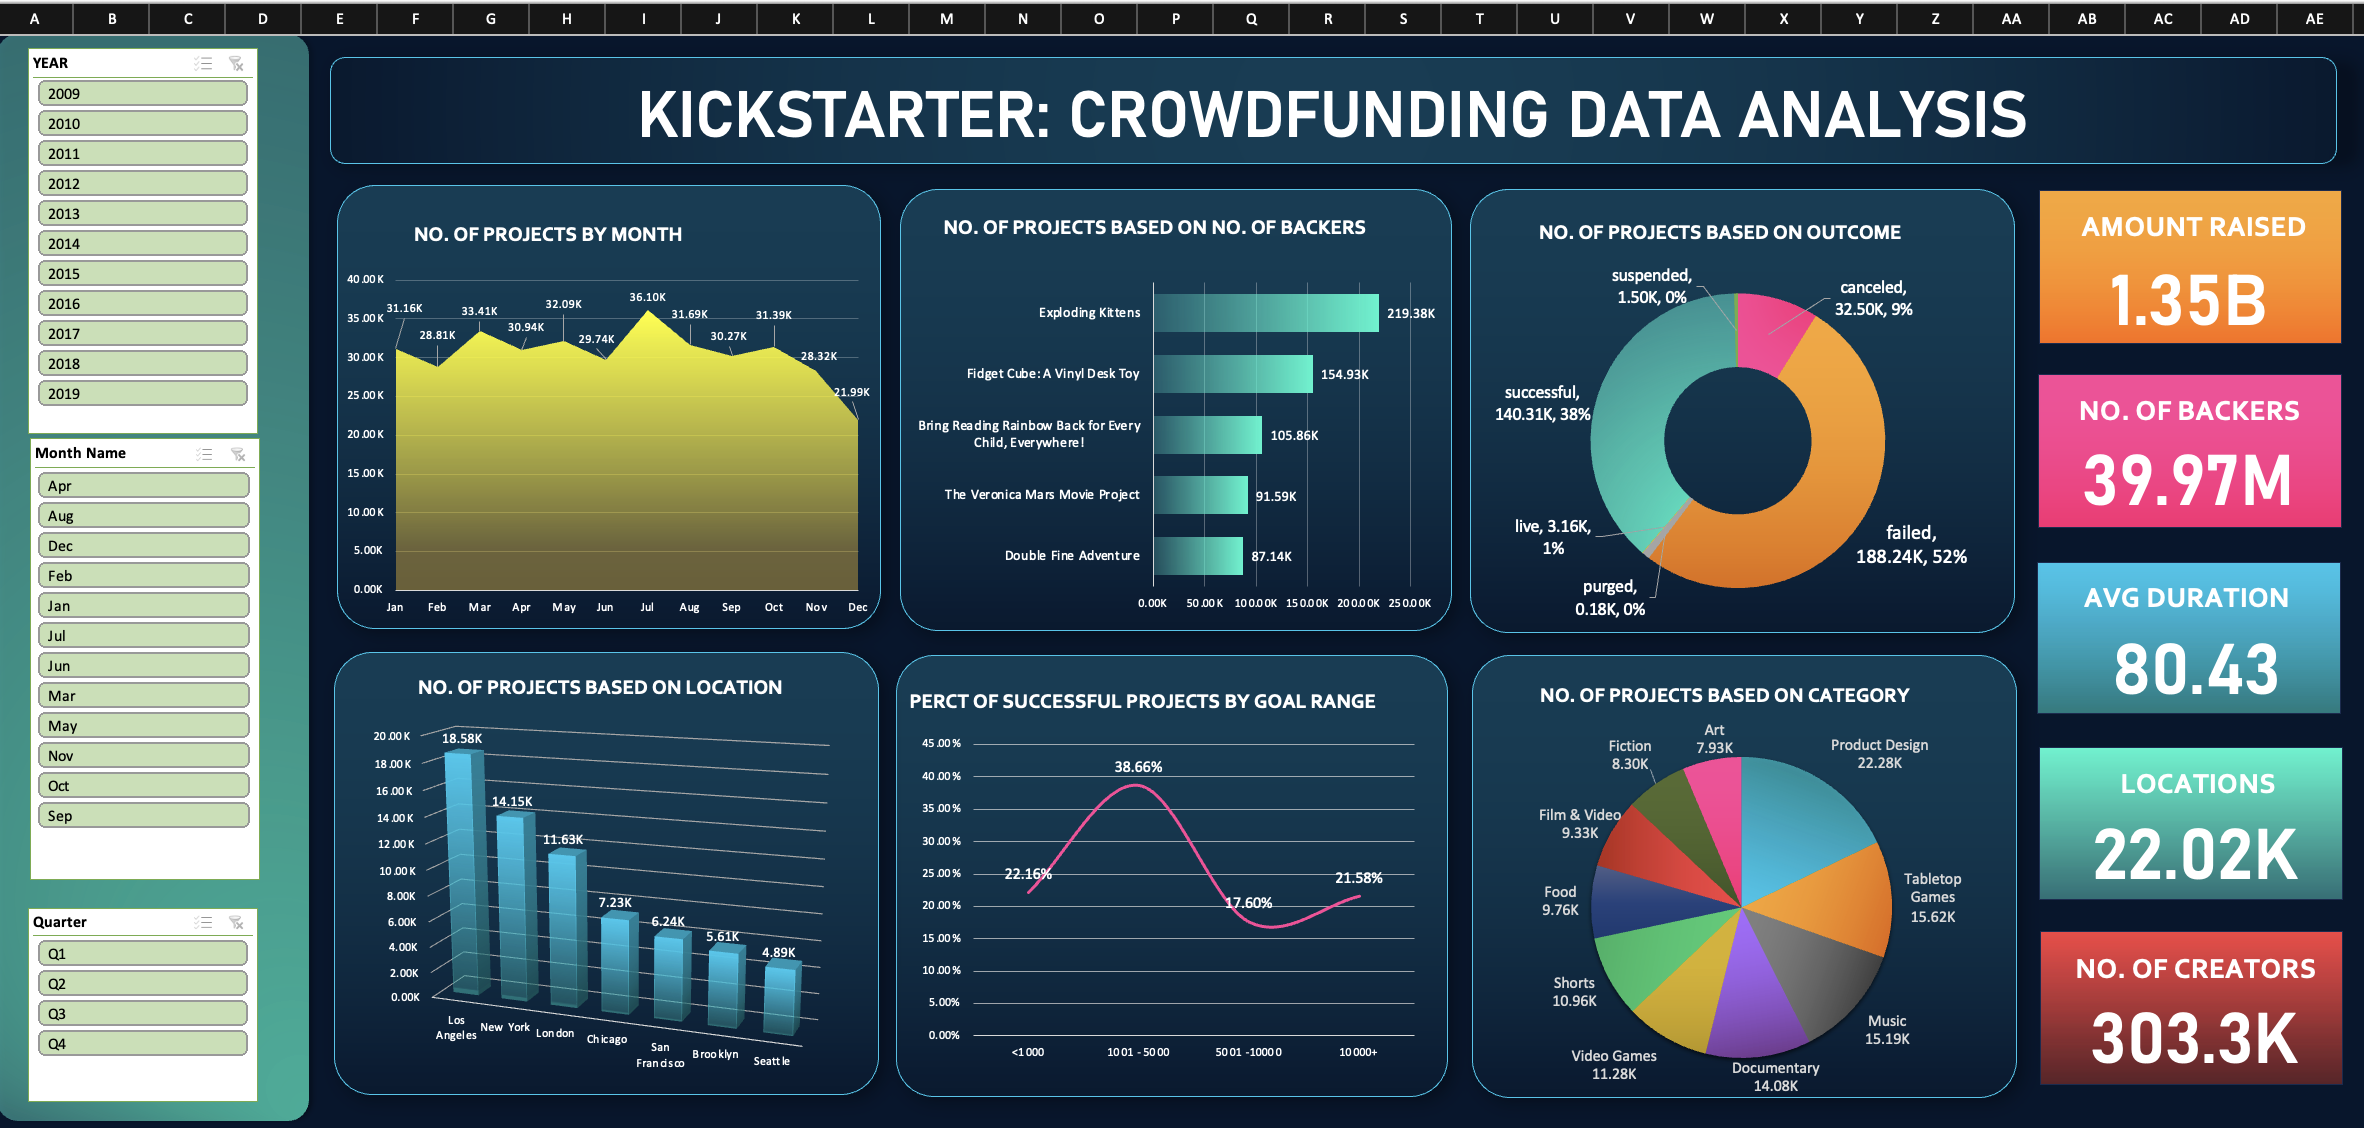 A B C D E F G H I J K L M N O P Q R S T U V W X Y Z AA AB AC AD AE
YEAR
2009
2010
2011
2012
2013
2014
2015
2016
2017
2018
2019
Month Name
Apr
Aug
Dec
Feb
Jan
Jul
Jun
Mar
May
Nov
Oct
Sep
Quarter
Q1
Q2
Q3
Q4
KICKSTARTER: CROWDFUNDING DATA ANALYSIS
NO. OF PROJECTS BY MONTH
40.00K
35.00K
30.00K
25.00K
20.00K
15.00K
10.00K
5.00K
0.00K
31.16K
28.81K
33.41K
30.94K
32.09K
29.74K
36.10K
31.69K
30.27K
31.39K
28.32K
21.99K
Jan Feb Mar Apr May Jun Jul Aug Sep Oct Nov Dec
NO. OF PROJECTS BASED ON NO. OF BACKERS
Exploding Kittens
219.38K
Fidget Cube: A Vinyl Desk Toy
154.93K
Bring Reading Rainbow Back for Every
Child, Everywhere!
105.86K
The Veronica Mars Movie Project
91.59K
Double Fine Adventure
87.14K
0.00K 50.00K 100.00K 150.00K 200.00K 250.00K
NO. OF PROJECTS BASED ON OUTCOME
suspended,
1.50K, 0%
canceled,
32.50K, 9%
successful,
140.31K, 38%
live, 3.16K,
1%
purged,
0.18K, 0%
failed,
188.24K, 52%
AMOUNT RAISED
1.35B
NO. OF BACKERS
39.97M
AVG DURATION
80.43
LOCATIONS
22.02K
NO. OF CREATORS
303.3K
NO. OF PROJECTS BASED ON LOCATION
20.00K
18.00K
16.00K
14.00K
12.00K
10.00K
8.00K
6.00K
4.00K
2.00K
0.00K
18.58K
14.15K
11.63K
7.23K
6.24K
5.61K
4.89K
Los
Angeles
New York
London
Chicago
San
Francisco
Brooklyn
Seattle
PERCT OF SUCCESSFUL PROJECTS BY GOAL RANGE
45.00%
40.00%
35.00%
30.00%
25.00%
20.00%
15.00%
10.00%
5.00%
0.00%
22.16%
38.66%
17.60%
21.58%
<1000 1001-5000 5001-10000 10000+
NO. OF PROJECTS BASED ON CATEGORY
Art
7.93K
Product Design
22.28K
Fiction
8.30K
Film & Video
9.33K
Tabletop
Games
15.62K
Food
9.76K
Shorts
10.96K
Music
15.19K
Video Games
11.28K
Documentary
14.08K